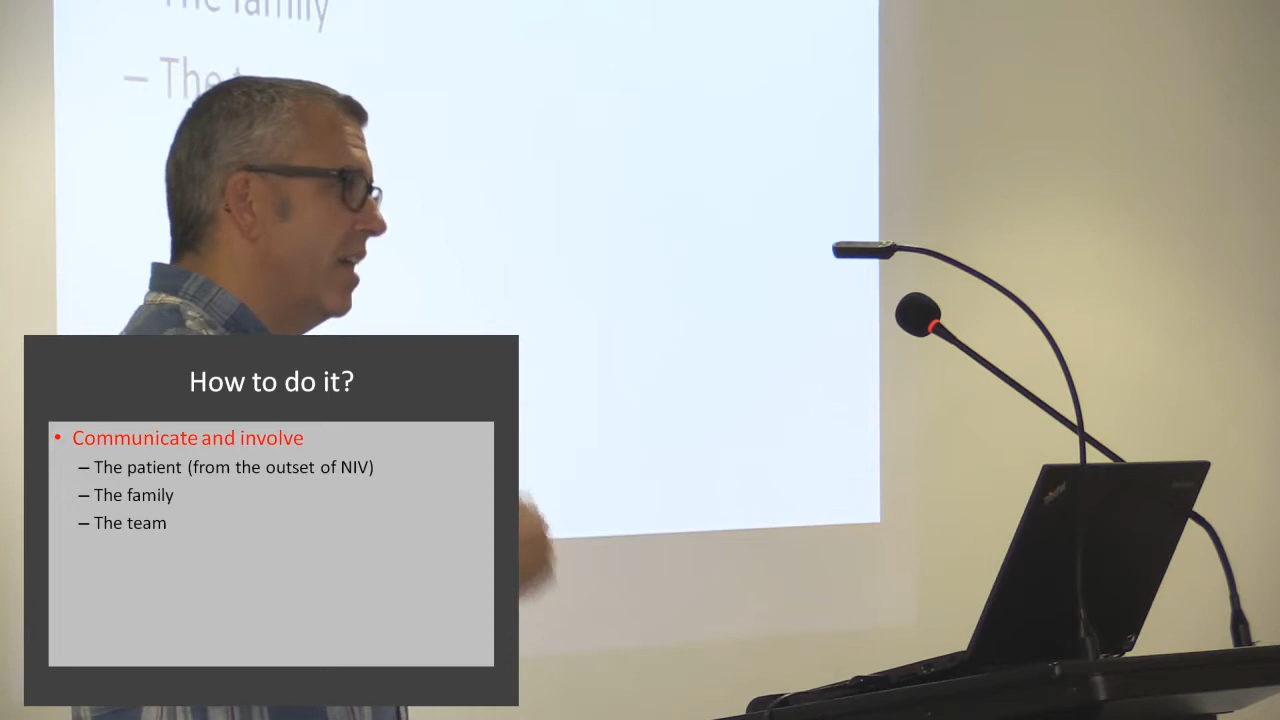 The family
– The
How to do it?
• Communicate and involve
– The patient (from the outset of NIV)
– The family
– The team